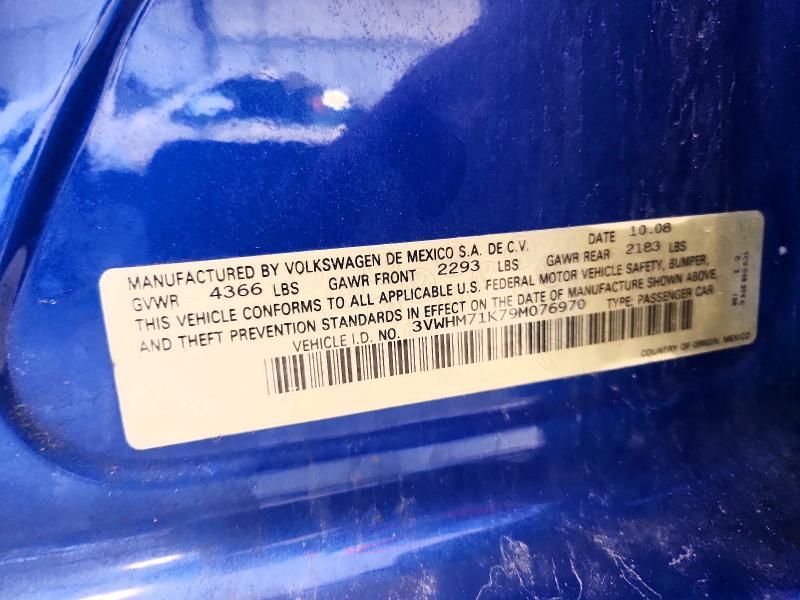 MANUFACTURED BY VOLKSWAGEN DE MEXICO S.A. DE C.V. DATE 10.08
GVWR 4366 LBS GAWR FRONT 2293 LBS GAWR REAR 2183 LBS
THIS VEHICLE CONFORMS TO ALL APPLICABLE U.S. FEDERAL MOTOR VEHICLE SAFETY, BUMPER,
AND THEFT PREVENTION STANDARDS IN EFFECT ON THE DATE OF MANUFACTURE SHOWN ABOVE.
VEHICLE I.D. NO. 3VWHM71K79M076970 TYPE: PASSENGER CAR
COUNTRY OF ORIGIN: MEXICO